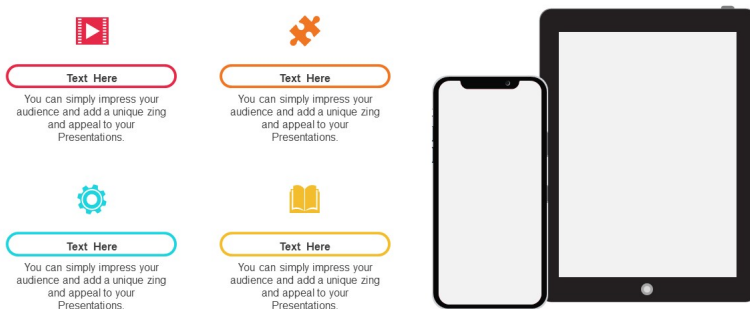 Text Here
You can simply impress your
audience and add a unique zing
and appeal to your
Presentations.
Text Here
You can simply impress your
audience and add a unique zing
and appeal to your
Presentations.
Text Here
You can simply impress your
audience and add a unique zing
and appeal to your
Presentations.
Text Here
You can simply impress your
audience and add a unique zing
and appeal to your
Presentations.